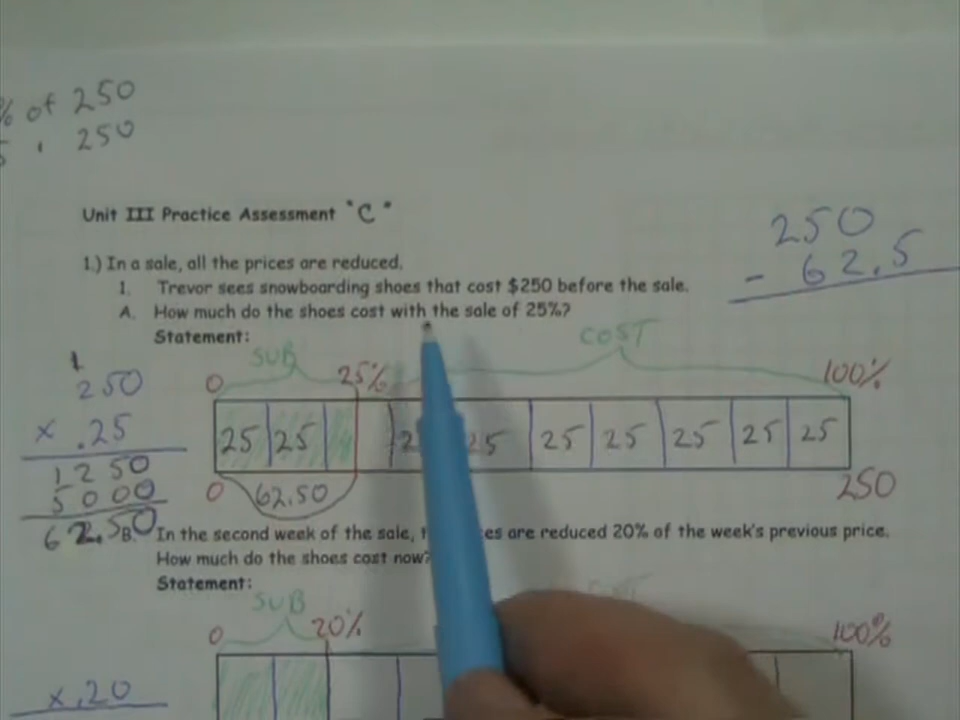 % of 250
. 250
Unit III Practice Assessment "C"
250
- 62.5
1.) In a sale, all the prices are reduced.
1. Trevor sees snowboarding shoes that cost $250 before the sale.
A. How much do the shoes cost with the sale of 25%?
Statement:
SUB
COST
0 25% 100%
1
250
x .25
1250
5000
62.50
25 25 25 25 25 25 25 25
0 62.50 250
B. In the second week of the sale, are reduced 20% of the week's previous price.
How much do the shoes cost now?
Statement:
SUB
0 20% 100%
x .20